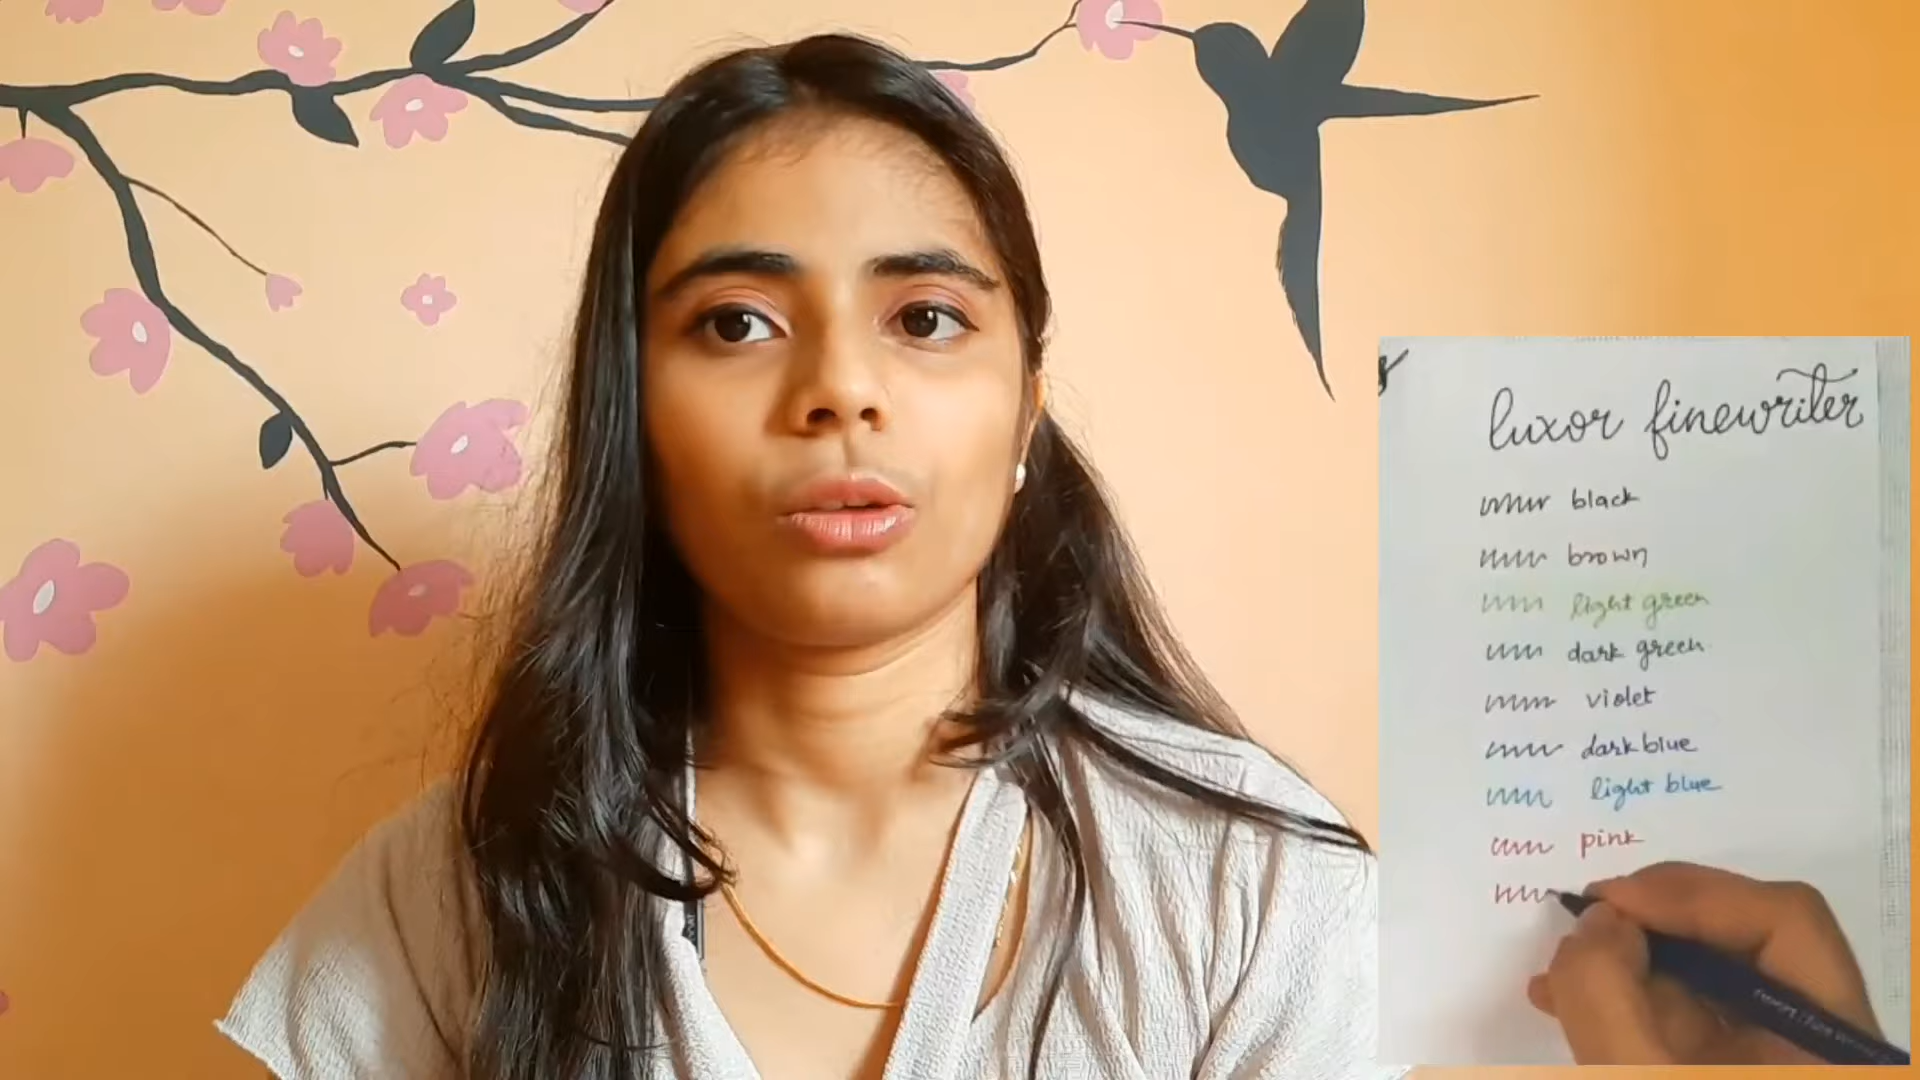 luxor finewriter
black
brown
light green
dark green
violet
dark blue
light blue
pink